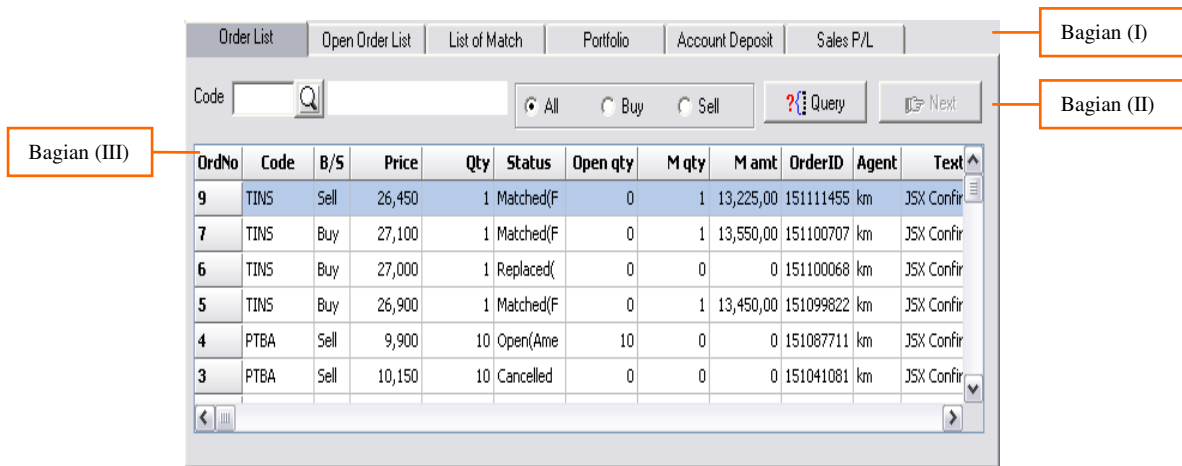 Order List Open Order List List of Match Portfolio Account Deposit Sales P/L
Bagian (I)
Code All Buy Sell ?{ Query Next
Bagian (II)
Bagian (III)
OrdNo Code B/S Price Qty Status Open qty M qty M amt OrderID Agent Text
9 TINS Sell 26,450 1 Matched(F 0 1 13,225,00 151111455 km JSX Confir
7 TINS Buy 27,100 1 Matched(F 0 1 13,550,00 151100707 km JSX Confir
6 TINS Buy 27,000 1 Replaced( 0 0 0 151100068 km JSX Confir
5 TINS Buy 26,900 1 Matched(F 0 1 13,450,00 151099822 km JSX Confir
4 PTBA Sell 9,900 10 Open(Ame 10 0 0 151087711 km JSX Confir
3 PTBA Sell 10,150 10 Cancelled 0 0 0 151041081 km JSX Confir